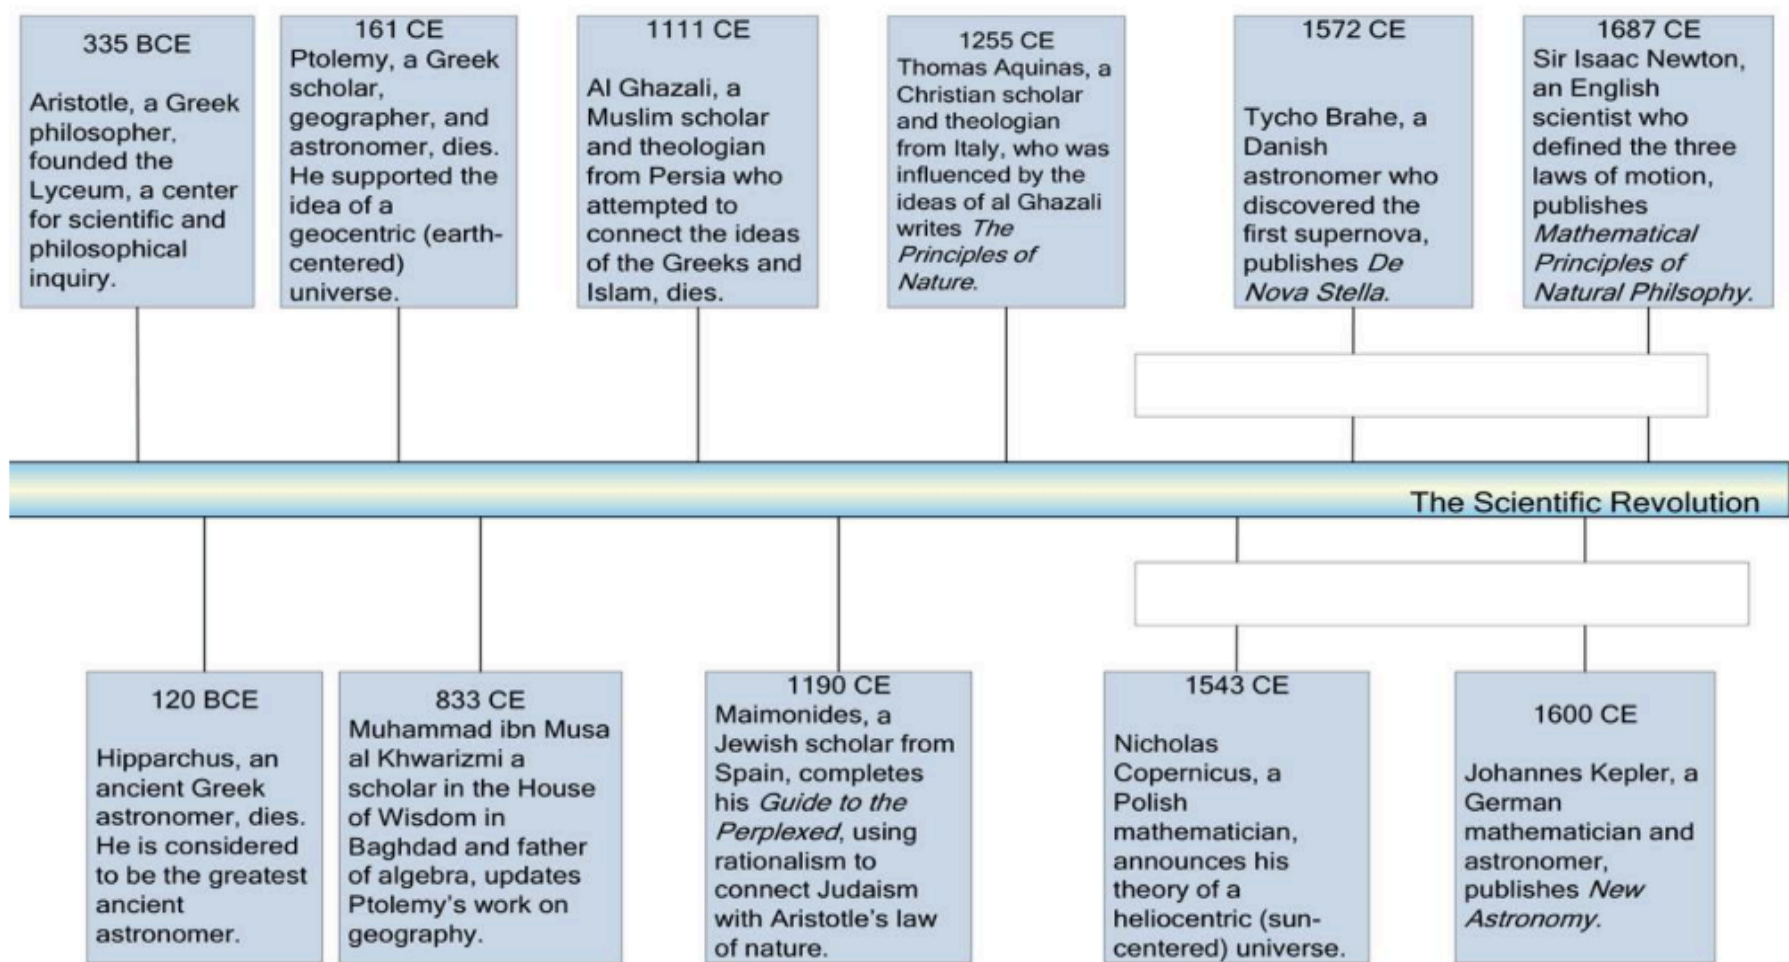 335 BCE
Aristotle, a Greek
philosopher,
founded the
Lyceum, a center
for scientific and
philosophical
inquiry.
161 CE
Ptolemy, a Greek
scholar,
geographer, and
astronomer, dies.
He supported the
idea of a
geocentric (earth-
centered)
universe.
1111 CE
Al Ghazali, a
Muslim scholar
and theologian
from Persia who
attempted to
connect the ideas
of the Greeks and
Islam, dies.
1255 CE
Thomas Aquinas, a
Christian scholar
and theologian
from Italy, who was
influenced by the
ideas of al Ghazali
writes The
Principles of
Nature.
1572 CE
Tycho Brahe, a
Danish
astronomer who
discovered the
first supernova,
publishes De
Nova Stella.
1687 CE
Sir Isaac Newton,
an English
scientist who
defined the three
laws of motion,
publishes
Mathematical
Principles of
Natural Philsophy.
The Scientific Revolution
120 BCE
Hipparchus, an
ancient Greek
astronomer, dies.
He is considered
to be the greatest
ancient
astronomer.
833 CE
Muhammad ibn Musa
al Khwarizmi a
scholar in the House
of Wisdom in
Baghdad and father
of algebra, updates
Ptolemy's work on
geography.
1190 CE
Maimonides, a
Jewish scholar from
Spain, completes
his Guide to the
Perplexed, using
rationalism to
connect Judaism
with Aristotle's law
of nature.
1543 CE
Nicholas
Copernicus, a
Polish
mathematician,
announces his
theory of a
heliocentric (sun-
centered) universe.
1600 CE
Johannes Kepler, a
German
mathematician and
astronomer,
publishes New
Astronomy.